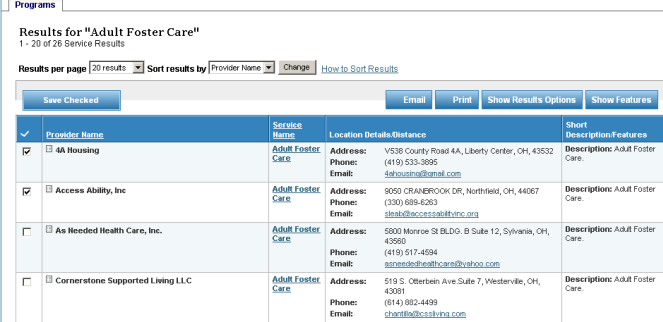 Programs
Results for "Adult Foster Care"
1 - 20 of 26 Service Results
Results per page 20 results Sort results by Provider Name Change How to Sort Results
Save Checked Email Print Show Results Options Show Features
Provider Name Service Name Location Details/Distance Short Description/Features
4A Housing Adult Foster Care Address: V538 County Road 4A, Liberty Center, OH, 43532 Description: Adult Foster Care.
Phone: (419) 533-3895
Email: 4ahousing@gmail.com
Access Ability, Inc Adult Foster Care Address: 9050 CRANBROOK DR, Northfield, OH, 44067 Description: Adult Foster Care.
Phone: (330) 689-6263
Email: sleab@accessabilityinc.org
As Needed Health Care, Inc. Adult Foster Care Address: 5800 Monroe St BLDG. B Suite 12, Sylvania, OH, 43560 Description: Adult Foster Care.
Phone: (419) 517-4594
Email: asneededhealthcare@yahoo.com
Cornerstone Supported Living LLC Adult Foster Care Address: 519 S. Otterbein Ave.Suite 7, Westerville, OH, 43081 Description: Adult Foster Care.
Phone: (614) 882-4499
Email: chantilla@cssliving.com